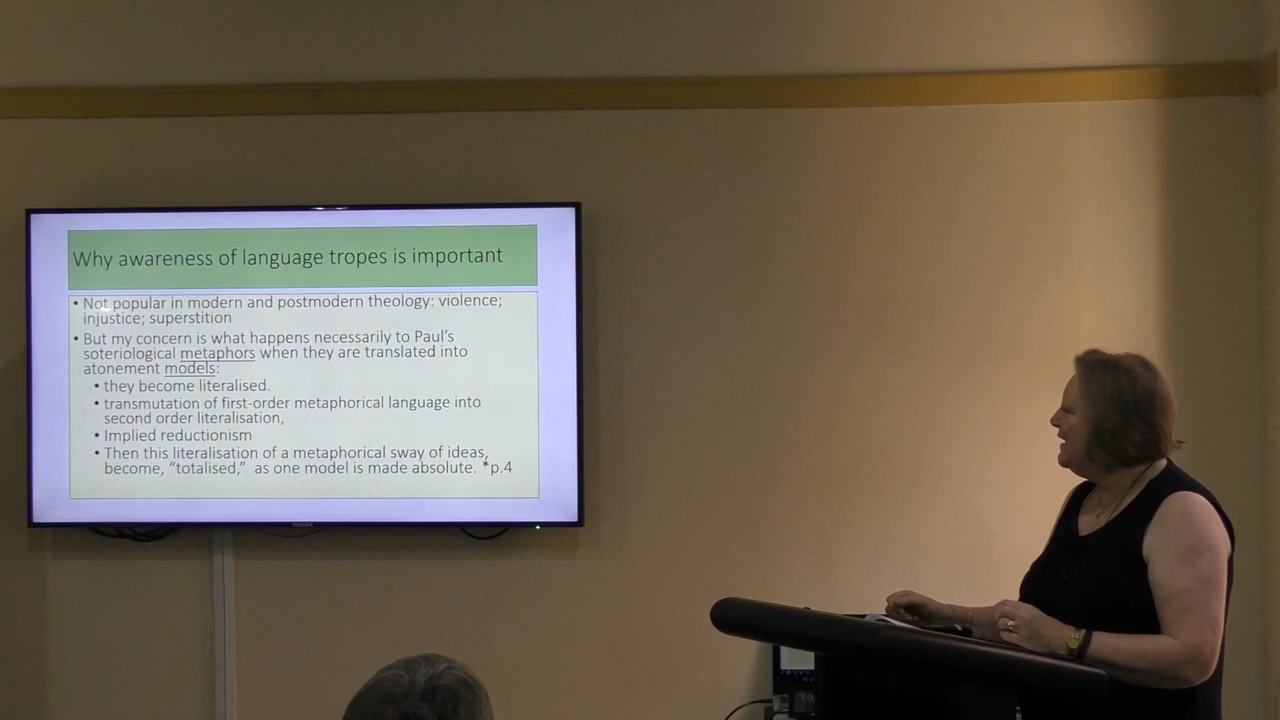 Why awareness of language tropes is important
• Not popular in modern and postmodern theology: violence;
injustice; superstition
• But my concern is what happens necessarily to Paul's
soteriological metaphors when they are translated into
atonement models:
• they become literalised.
• transmutation of first-order metaphorical language into
second order literalisation,
• Implied reductionism
• Then this literalisation of a metaphorical sway of ideas,
become, “totalised,” as one model is made absolute. *p.4
PHILIPS